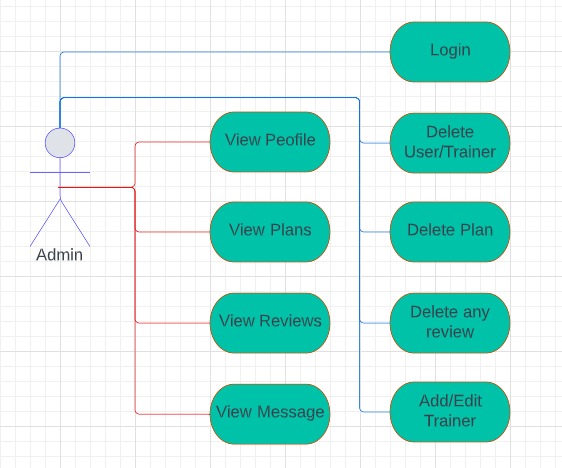 Login
View Peofile
Delete
User/Trainer
View Plans
Delete Plan
Admin
View Reviews
Delete any
review
View Message
Add/Edit
Trainer